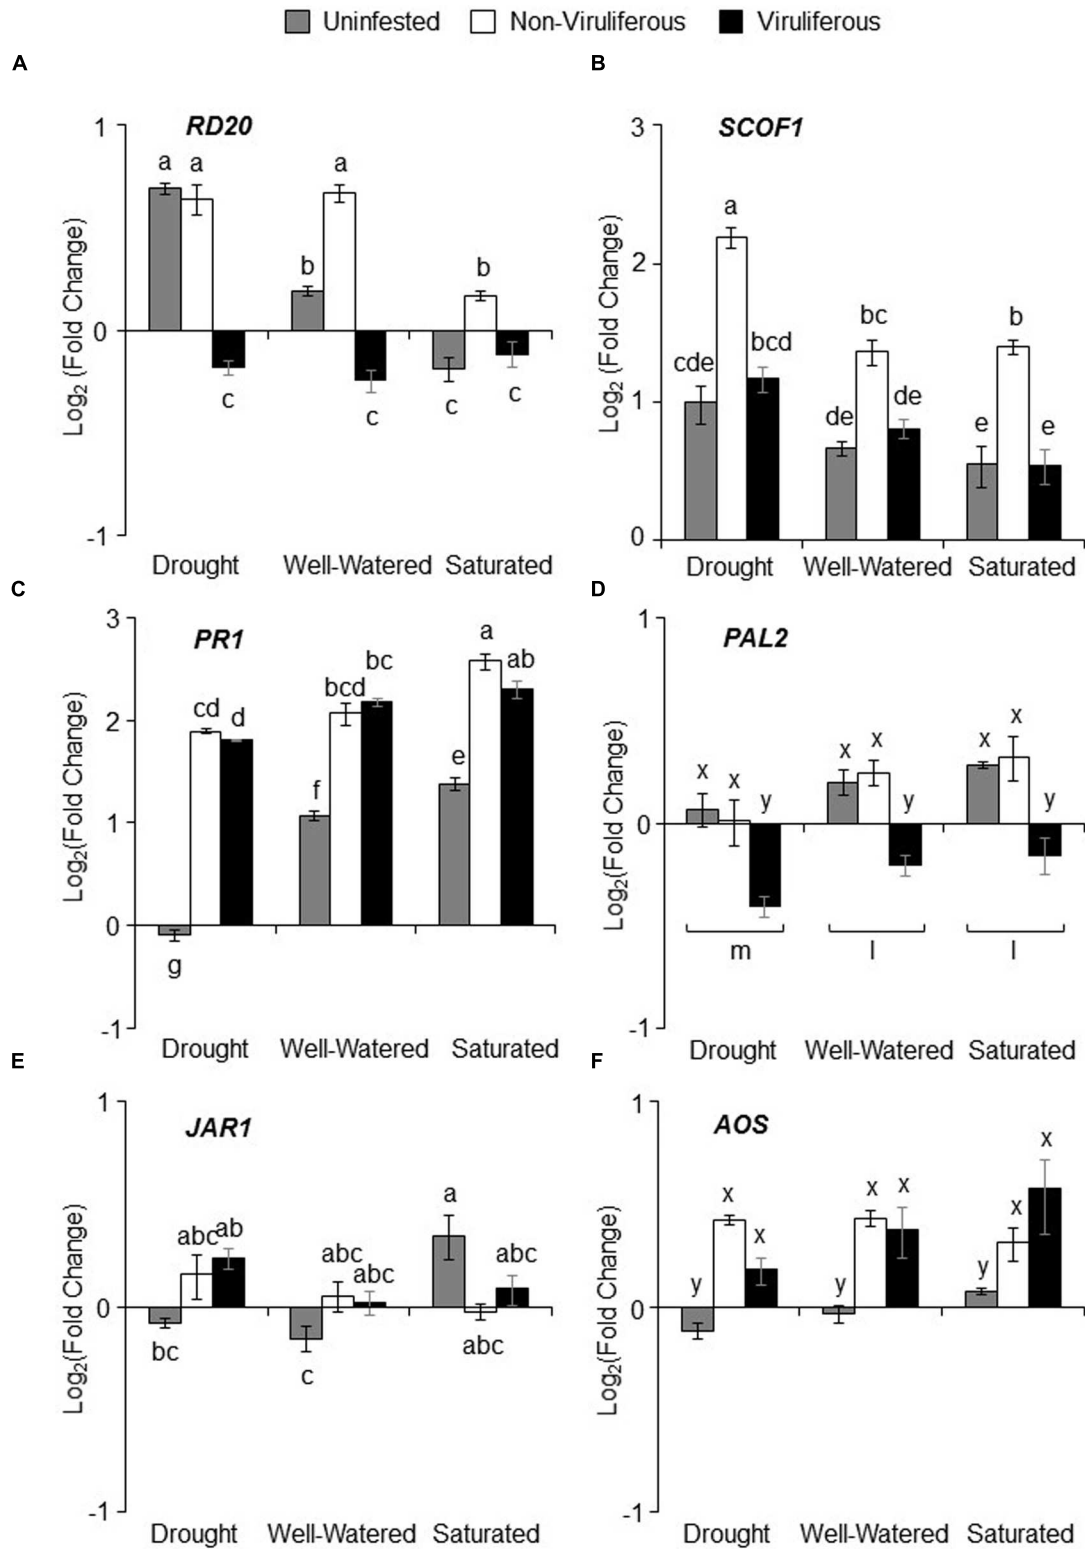 Uninfested Non-Viruliferous Viruliferous
A
RD20
Log2 (Fold Change)
1
0
-1
a a c
b a c
c b c
Drought Well-Watered Saturated
B
SCOF1
Log2 (Fold Change)
3
2
1
0
cde a bcd
de bc de
e b e
Drought Well-Watered Saturated
C
PR1
Log2(Fold Change)
3
2
1
0
-1
g cd d
f bcd bc
e a ab
Drought Well-Watered Saturated
D
PAL2
Log2(Fold Change)
1
0
-1
x x y
x x y
x x y
m l l
Drought Well-Watered Saturated
E
JAR1
Log2(Fold Change)
1
0
-1
bc abc ab
c abc abc
a abc abc
Drought Well-Watered Saturated
F
AOS
Log2(Fold Change)
1
0
-1
y x x
y x x
y x x
Drought Well-Watered Saturated